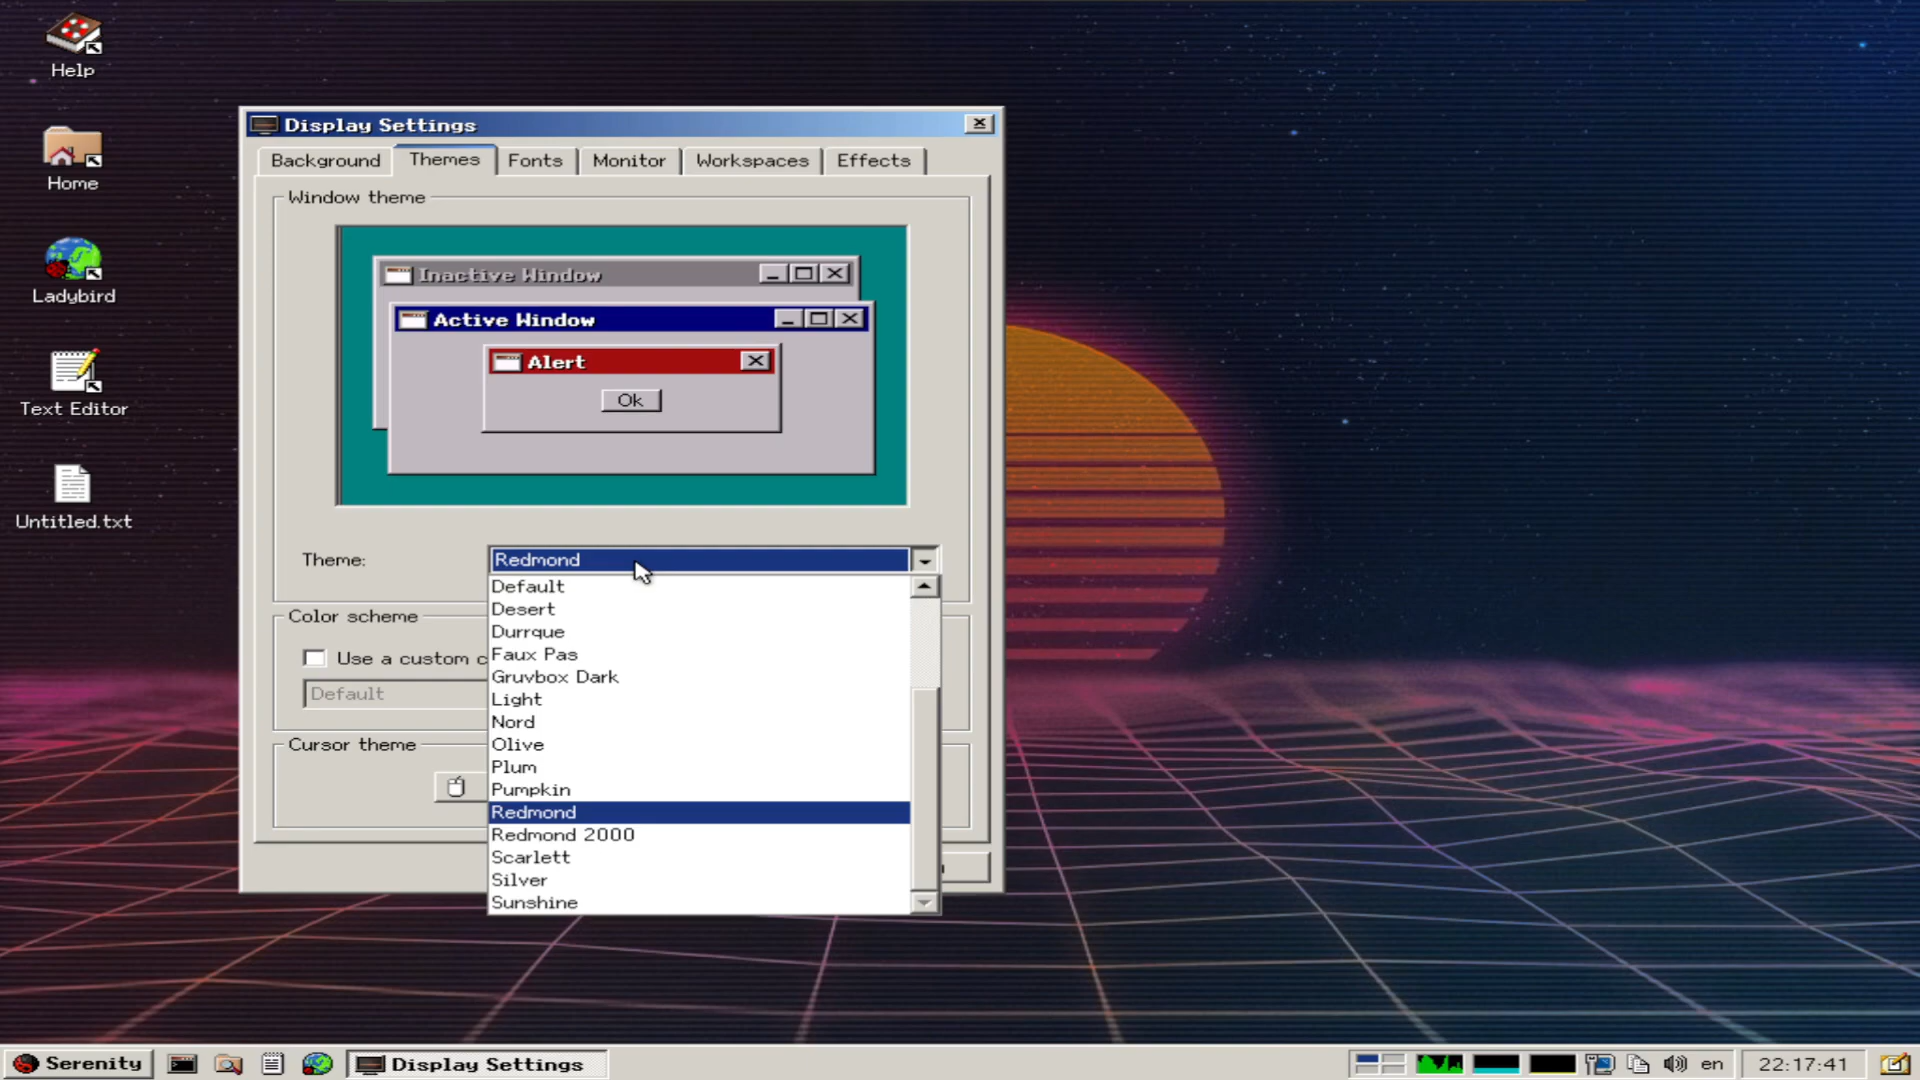 Help
Home
Ladybird
Text Editor
Untitled.txt
Display Settings
Background
Themes
Fonts
Monitor
Workspaces
Effects
Window theme
Inactive Window
Active Window
Alert
Ok
Theme:
Redmond
Default
Desert
Durrque
Faux Pas
Gruvbox Dark
Light
Nord
Olive
Plum
Pumpkin
Redmond
Redmond 2000
Scarlett
Silver
Sunshine
Color scheme
Use a custom c
Default
Cursor theme
Serenity
Display Settings
en
22:17:41